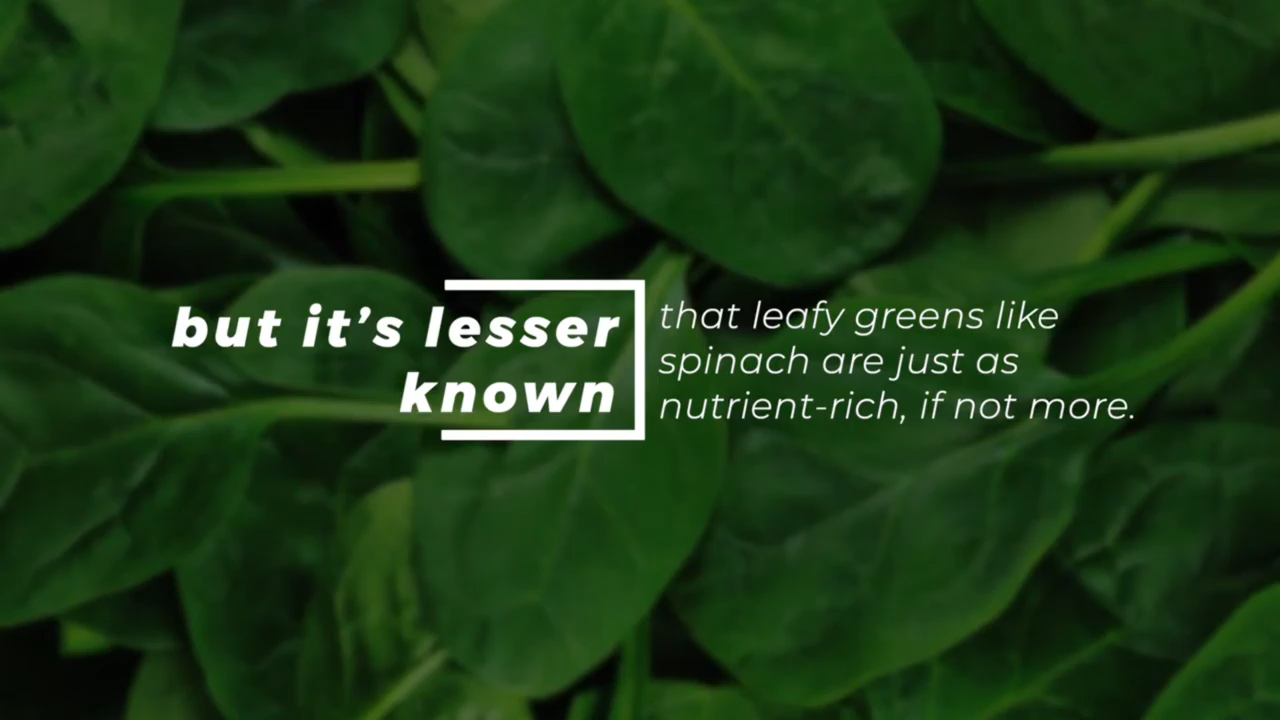 but it's lesser
known
that leafy greens like
spinach are just as
nutrient-rich, if not more.